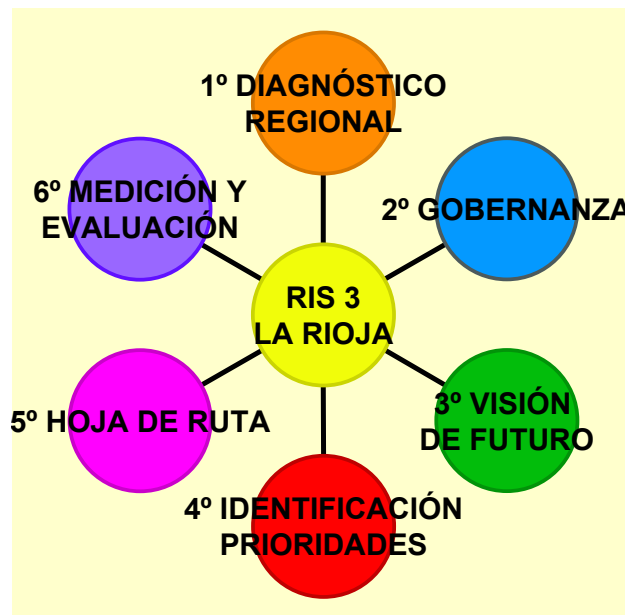 1º DIAGNÓSTICO
REGIONAL
2º GOBERNANZA
3º VISIÓN
DE FUTURO
4º IDENTIFICACIÓN
PRIORIDADES
5º HOJA DE RUTA
6º MEDICIÓN Y
EVALUACIÓN
RIS 3
LA RIOJA